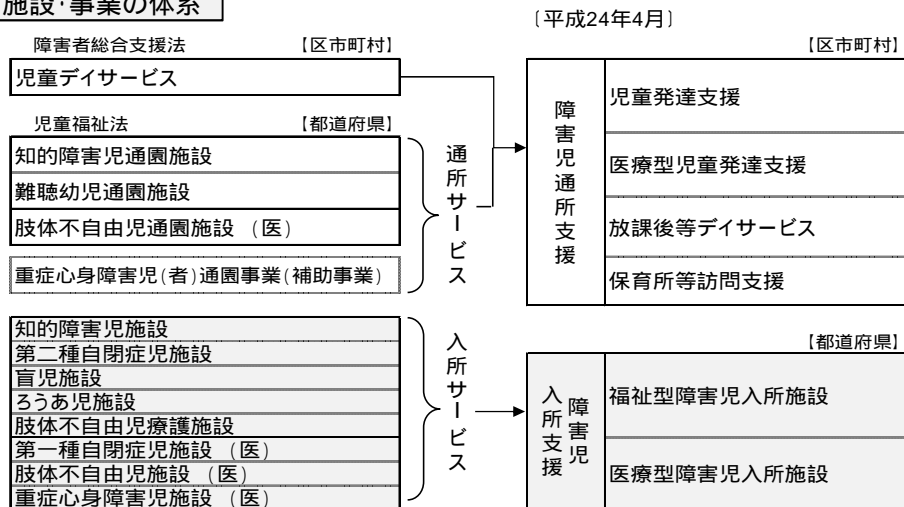 施設・事業の体系
〔平成24年4月〕
障害者総合支援法 【区市町村】
児童デイサービス
児童福祉法 【都道府県】
知的障害児通園施設
難聴幼児通園施設
肢体不自由児通園施設（医）
重症心身障害児(者)通園事業(補助事業)
通所サービス
知的障害児施設
第二種自閉症児施設
盲児施設
ろうあ児施設
肢体不自由児療護施設
第一種自閉症児施設（医）
肢体不自由児施設（医）
重症心身障害児施設（医）
入所サービス
【区市町村】
障害児通所支援
児童発達支援
医療型児童発達支援
放課後等デイサービス
保育所等訪問支援
【都道府県】
障害児
入所支援
福祉型障害児入所施設
医療型障害児入所施設